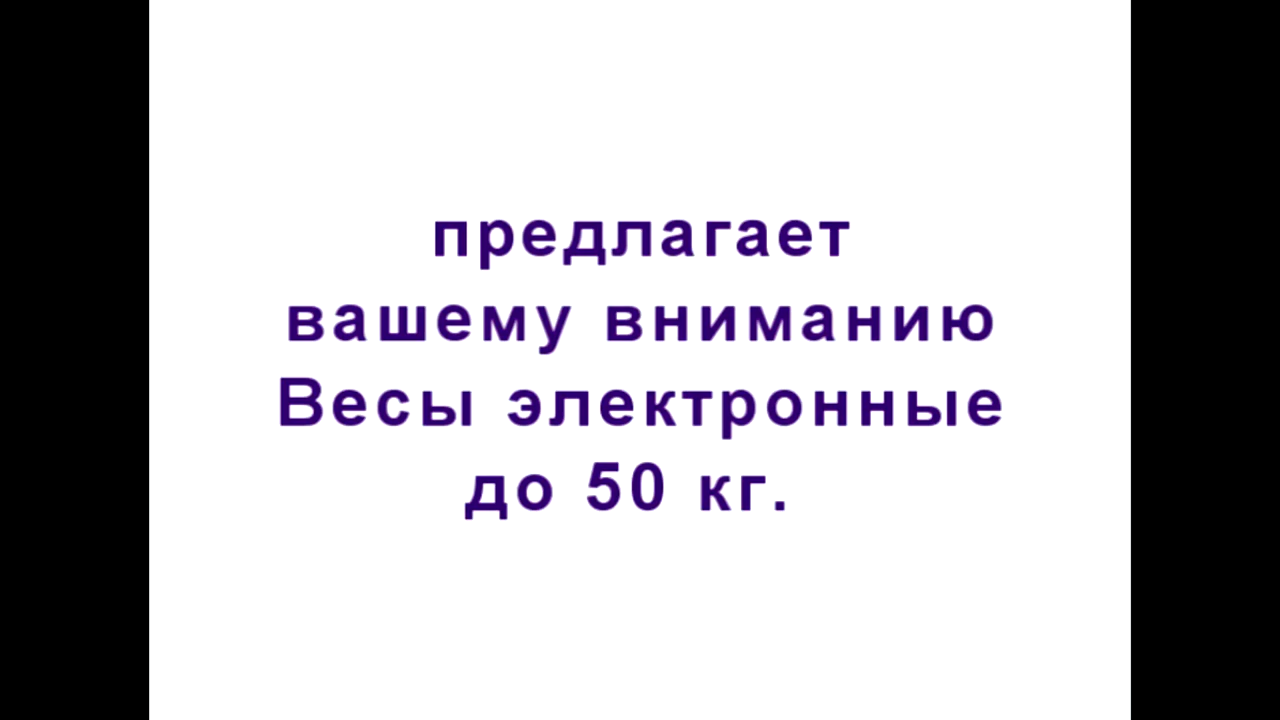 предлагает
вашему вниманию
Весы электронные
до 50 кг.